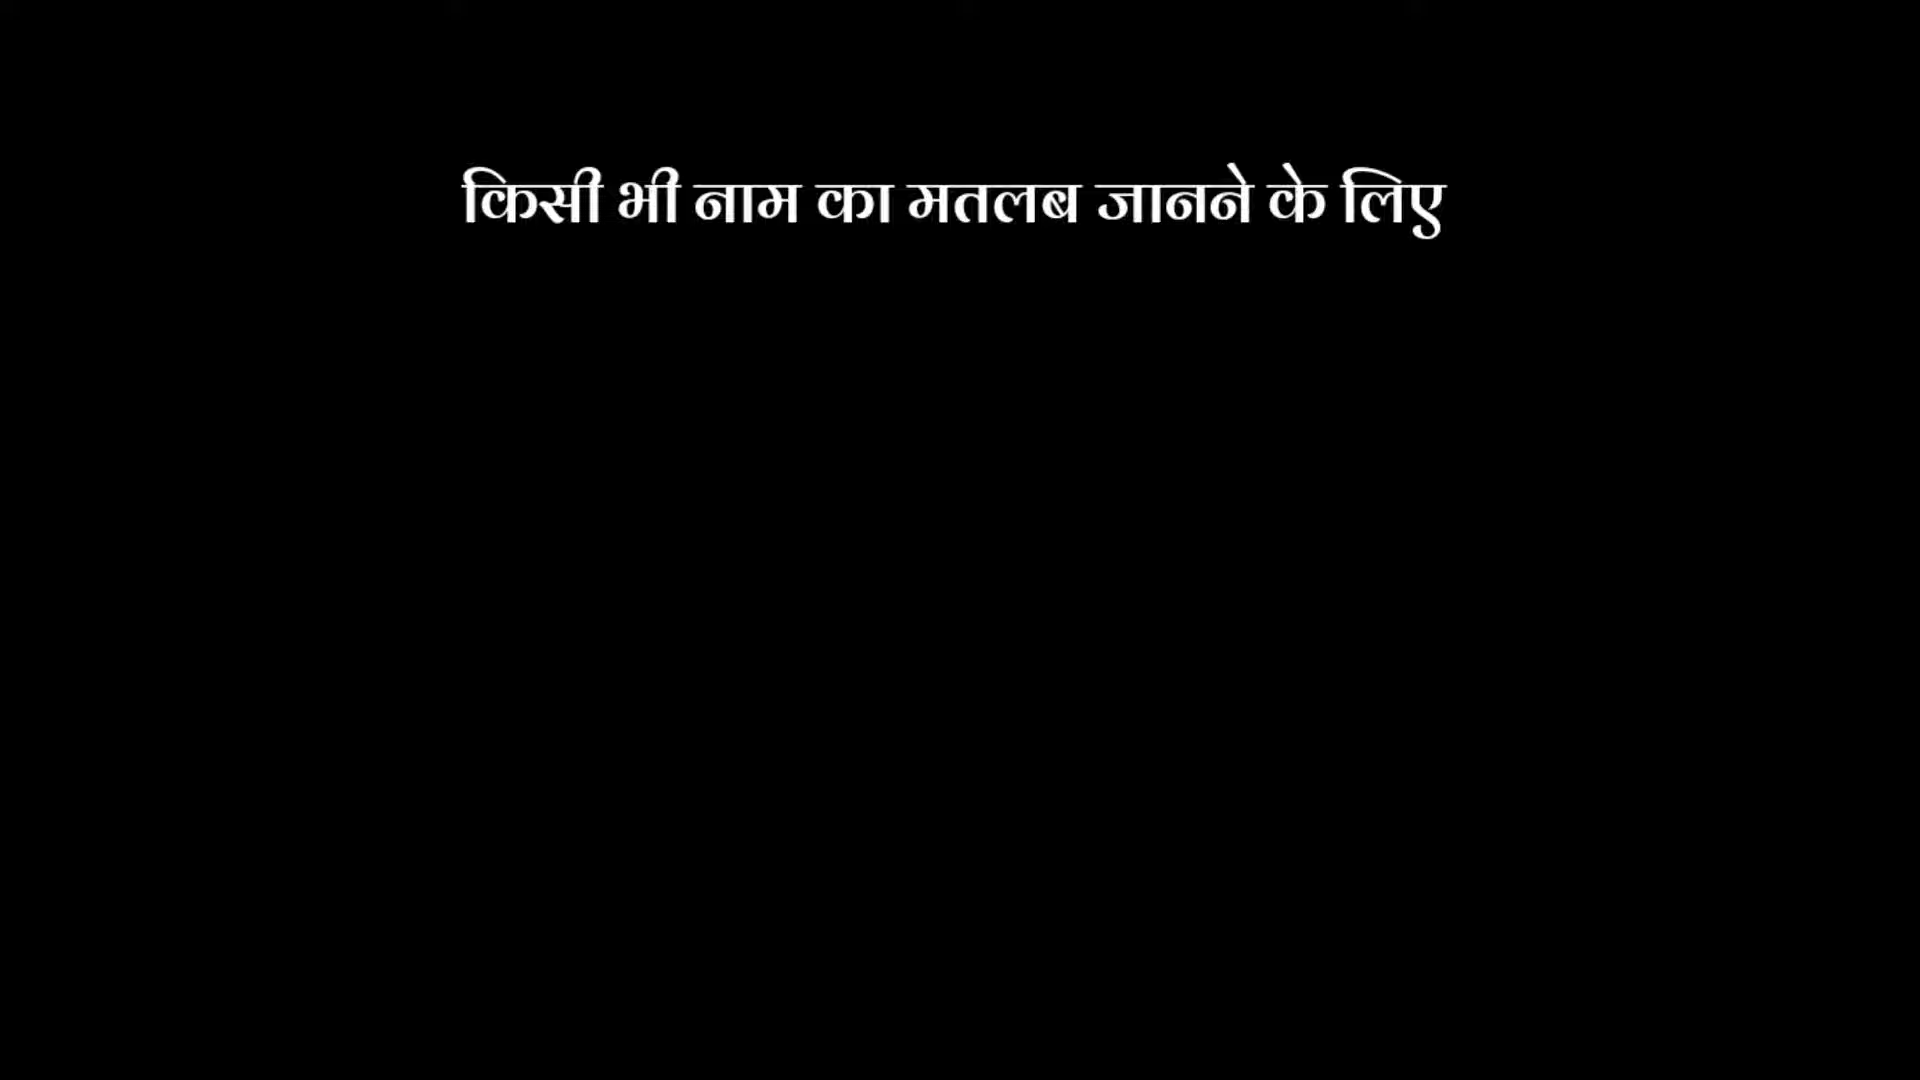 किसी भी नाम का मतलब जानने के लिए